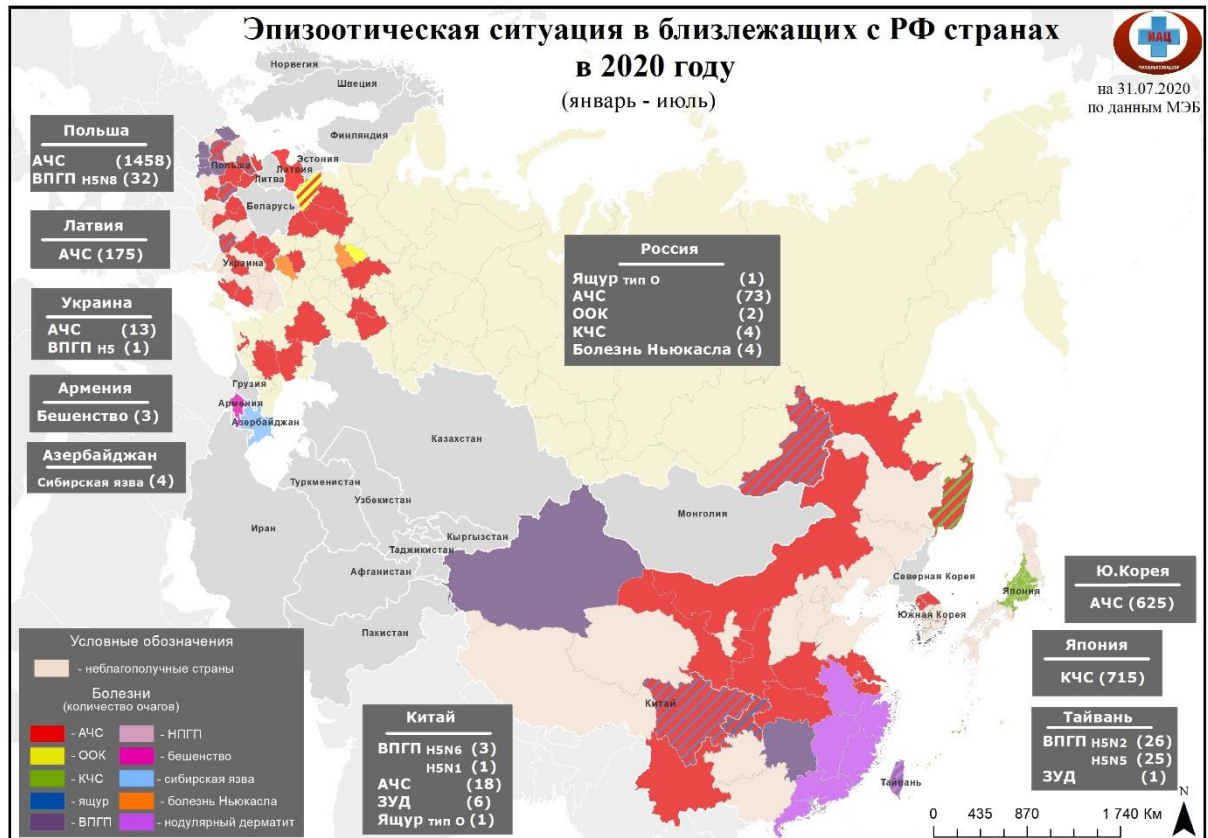 Эпизоотическая ситуация в близлежащих с РФ странах
в 2020 году
(январь - июль)
ИАЦ
на 31.07.2020
по данным МЭБ
Норвегия
Швеция
Финляндия
Эстония
Латвия
Литва
Польша
Беларусь
Украина
Грузия
Армения
Азербайджан
Казахстан
Туркменистан
Узбекистан
Иран
Кыргызстан
Таджикистан
Афганистан
Пакистан
Монголия
Китай
Северная Корея
Южная Корея
Япония
Тайвань
Польша
АЧС (1458)
ВПГП H5N8 (32)
Латвия
АЧС (175)
Украина
АЧС (13)
ВПГП H5 (1)
Армения
Бешенство (3)
Азербайджан
Сибирская язва (4)
Россия
Ящур тип О (1)
АЧС (73)
ООК (2)
КЧС (4)
Болезнь Ньюкасла (4)
Ю.Корея
АЧС (625)
Япония
КЧС (715)
Тайвань
ВПГП H5N2 (26)
H5N5 (25)
ЗУД (1)
Китай
ВПГП H5N6 (3)
H5N1 (1)
АЧС (18)
ЗУД (6)
Ящур тип О (1)
Условные обозначения
- неблагополучные страны
Болезни
(количество очагов)
- АЧС
- ООК
- КЧС
- ящур
- ВПГП
- НПГП
- бешенство
- сибирская язва
- болезнь Ньюкасла
- нодулярный дерматит
N
0 435 870 1 740 Км